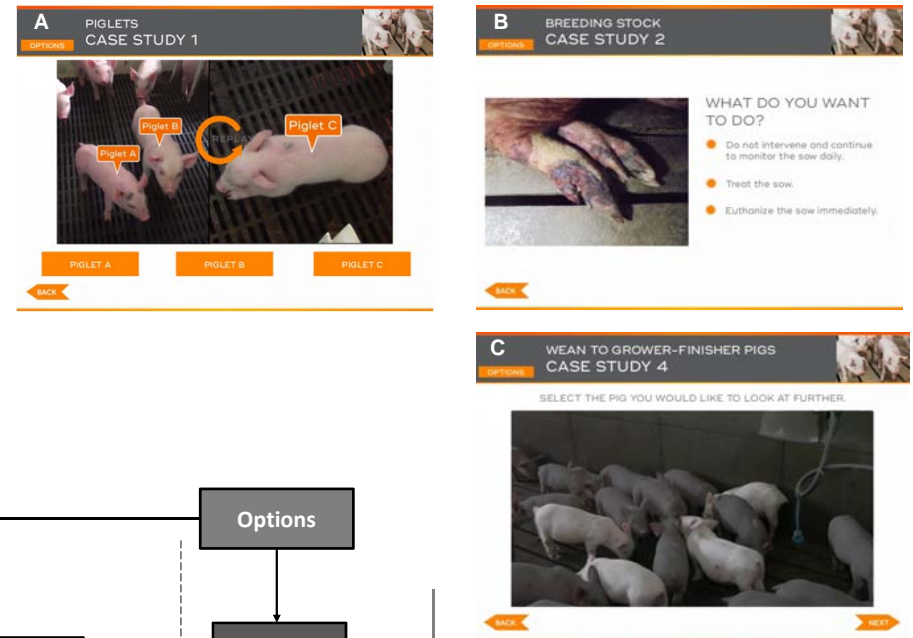 A
PIGLETS
CASE STUDY 1
OPTIONS
Piglet A
Piglet B
REPLAY
Piglet C
PIGLET A
PIGLET B
PIGLET C
BACK
B
BREEDING STOCK
CASE STUDY 2
OPTIONS
WHAT DO YOU WANT
TO DO?
Do not intervene and continue
to monitor the sow daily.
Treat the sow.
Euthanize the sow immediately.
BACK
C
WEAN TO GROWER-FINISHER PIGS
CASE STUDY 4
OPTIONS
SELECT THE PIG YOU WOULD LIKE TO LOOK AT FURTHER.
BACK
NEXT
Options